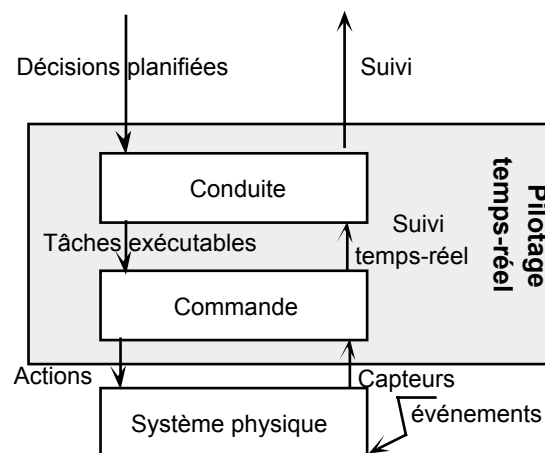 Décisions planifiées
Suivi
Conduite
Pilotage
temps-réel
Tâches exécutables
Suivi
temps-réel
Commande
Actions
Capteurs
événements
Système physique